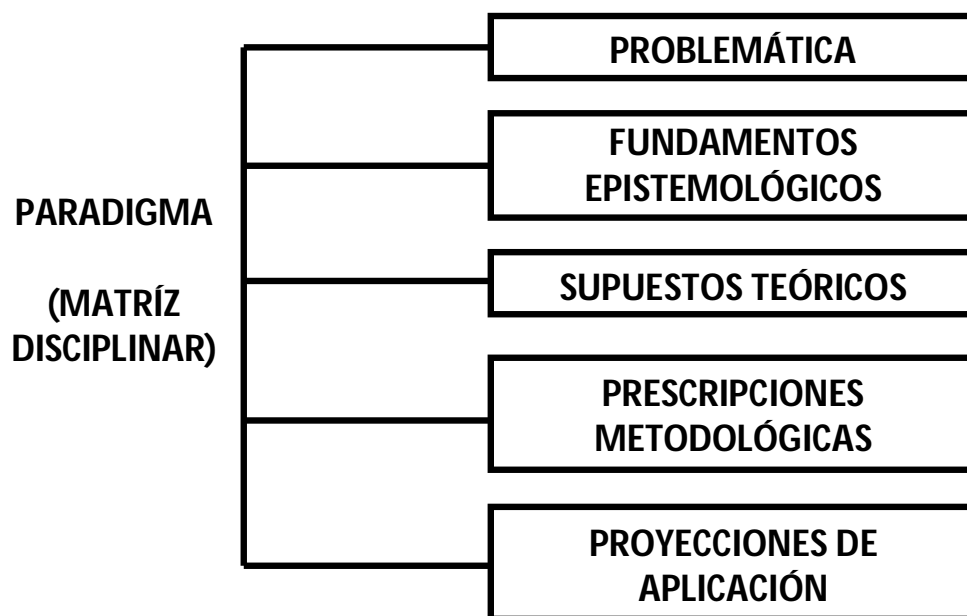 PARADIGMA
(MATRÍZ
DISCIPLINAR)
PROBLEMÁTICA
FUNDAMENTOS
EPISTEMOLÓGICOS
SUPUESTOS TEÓRICOS
PRESCRIPCIONES
METODOLÓGICAS
PROYECCIONES DE
APLICACIÓN